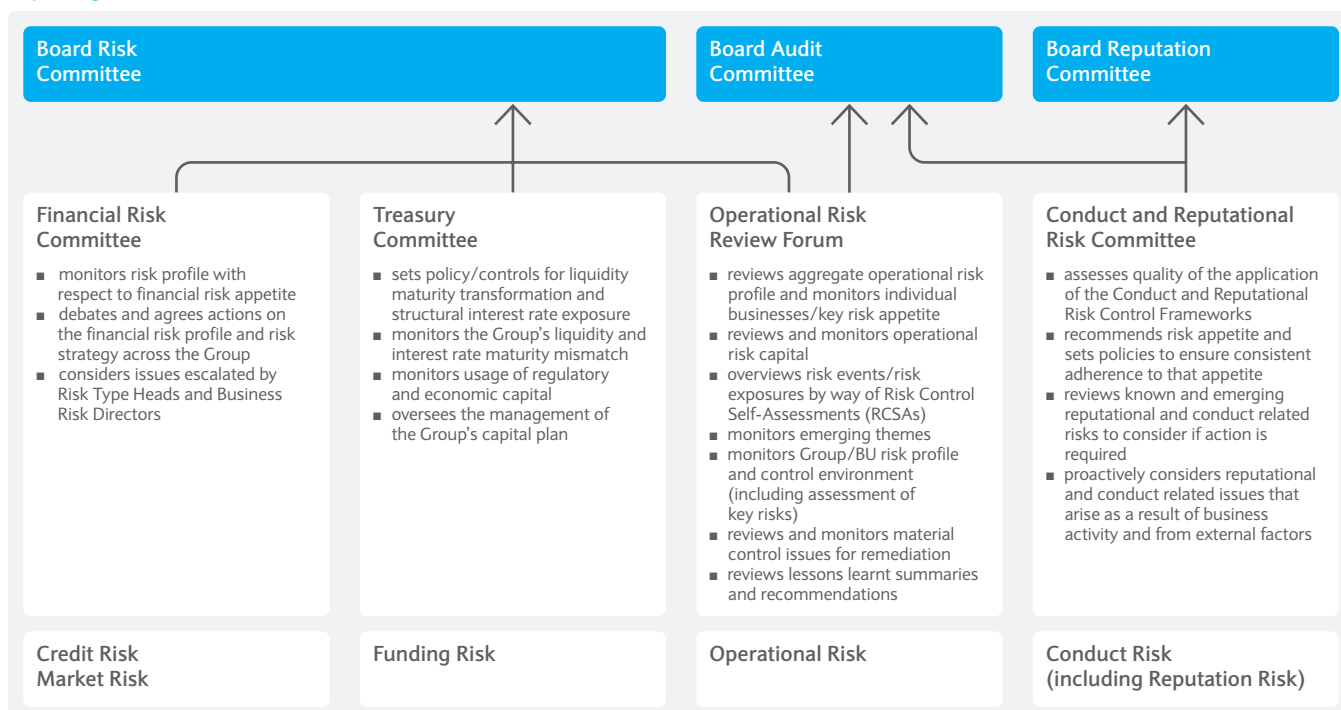 Board Risk
Committee
Board Audit
Committee
Board Reputation
Committee
Financial Risk
Committee
■ monitors risk profile with
respect to financial risk appetite
■ debates and agrees actions on
the financial risk profile and risk
strategy across the Group
■ considers issues escalated by
Risk Type Heads and Business
Risk Directors
Treasury
Committee
■ sets policy/controls for liquidity
maturity transformation and
structural interest rate exposure
■ monitors the Group’s liquidity and
interest rate maturity mismatch
■ monitors usage of regulatory
and economic capital
■ oversees the management of
the Group’s capital plan
Operational Risk
Review Forum
■ reviews aggregate operational risk
profile and monitors individual
businesses/key risk appetite
■ reviews and monitors operational
risk capital
■ overviews risk events/risk
exposures by way of Risk Control
Self-Assessments (RCSAs)
■ monitors emerging themes
■ monitors Group/BU risk profile
and control environment
(including assessment of
key risks)
■ reviews and monitors material
control issues for remediation
■ reviews lessons learnt summaries
and recommendations
Conduct and Reputational
Risk Committee
■ assesses quality of the application
of the Conduct and Reputational
Risk Control Frameworks
■ recommends risk appetite and
sets policies to ensure consistent
adherence to that appetite
■ reviews known and emerging
reputational and conduct related
risks to consider if action is
required
■ proactively considers reputational
and conduct related issues that
arise as a result of business
activity and from external factors
Credit Risk
Market Risk
Funding Risk
Operational Risk
Conduct Risk
(including Reputation Risk)